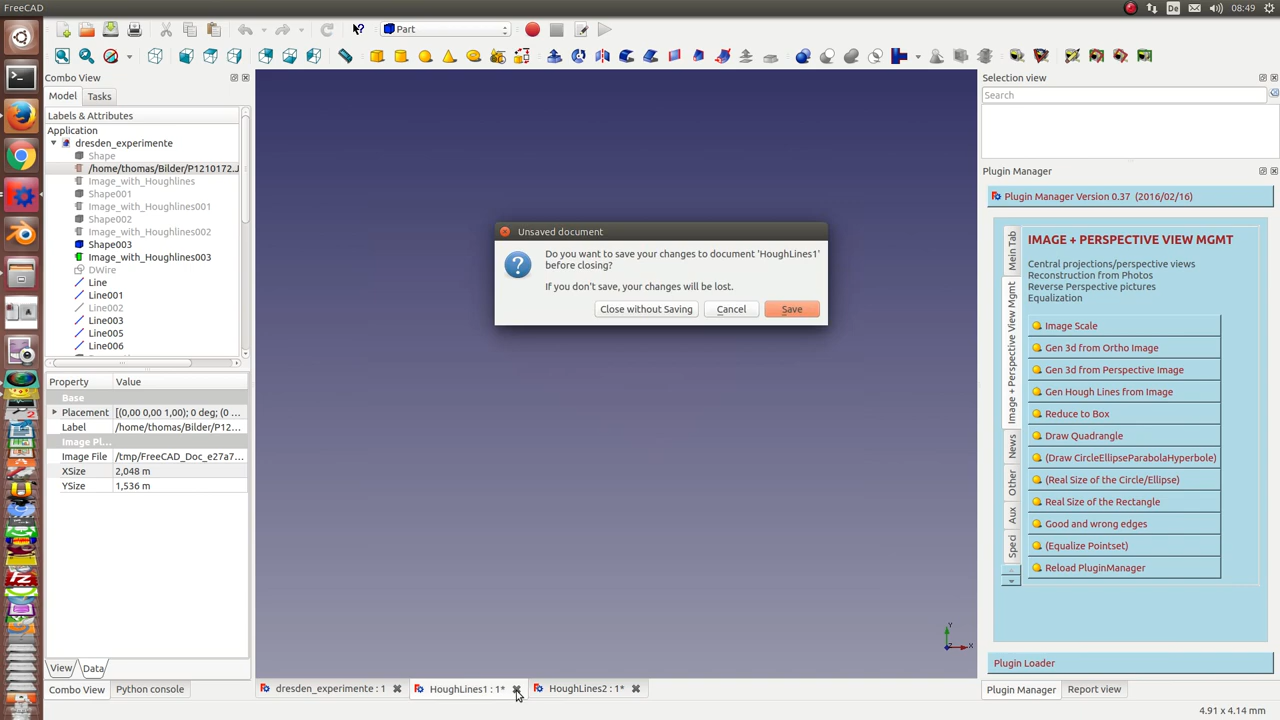 FreeCAD
De
08:49
Part
Combo View
Model
Tasks
Labels & Attributes
Application
dresden_experimente
Shape
/home/thomas/Bilder/P1210172.J
Image_with_Houghlines
Shape001
Image_with_Houghlines001
Shape002
Image_with_Houghlines002
Shape003
Image_with_Houghlines003
DWire
Line
Line001
Line002
Line003
Line005
Line006
Property
Value
Base
Placement
[(0,00 0,00 1,00); 0 deg; (0 ...
Label
/home/thomas/Bilder/P12...
Image Pl...
Image File
/tmp/FreeCAD_Doc_e27a7...
XSize
2,048 m
YSize
1,536 m
View
Data
Combo View
Python console
Unsaved document
Do you want to save your changes to document 'HoughLines1'
before closing?
If you don't save, your changes will be lost.
Close without Saving
Cancel
Save
Y
X
dresden_experimente : 1
HoughLines1 : 1*
HoughLines2 : 1*
Selection view
Search
Plugin Manager
Plugin Manager Version 0.37 (2016/02/16)
Mein Tab
Image + Perspective View Mgmt
News
Other
Aux
Sped
IMAGE + PERSPECTIVE VIEW MGMT
Central projections/perspective views
Reconstruction from Photos
Reverse Perspective pictures
Equalization
Image Scale
Gen 3d from Ortho Image
Gen 3d from Perspective Image
Gen Hough Lines from Image
Reduce to Box
Draw Quadrangle
(Draw CircleEllipseParabolaHyperbole)
(Real Size of the Circle/Ellipse)
Real Size of the Rectangle
Good and wrong edges
(Equalize Pointset)
Reload PluginManager
Plugin Loader
Plugin Manager
Report view
4.91 x 4.14 mm